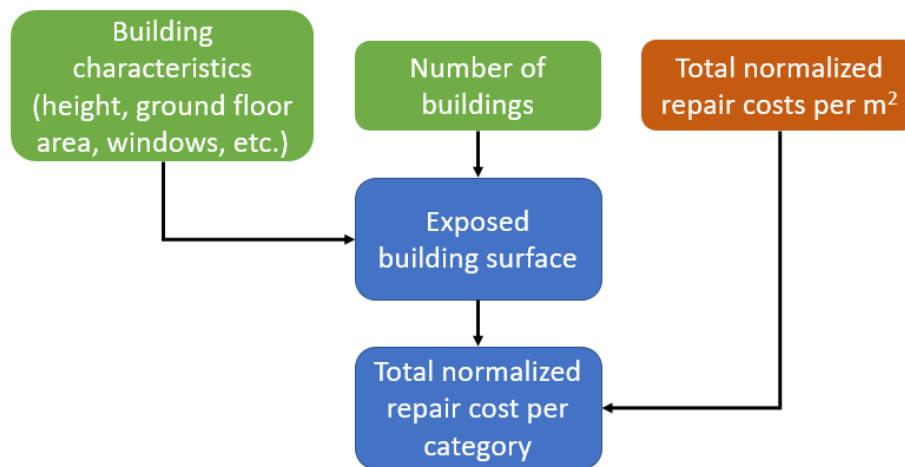 Building
characteristics
(height, ground floor
area, windows, etc.)
Number of
buildings
Total normalized
repair costs per m²
Exposed
building surface
Total normalized
repair cost per
category